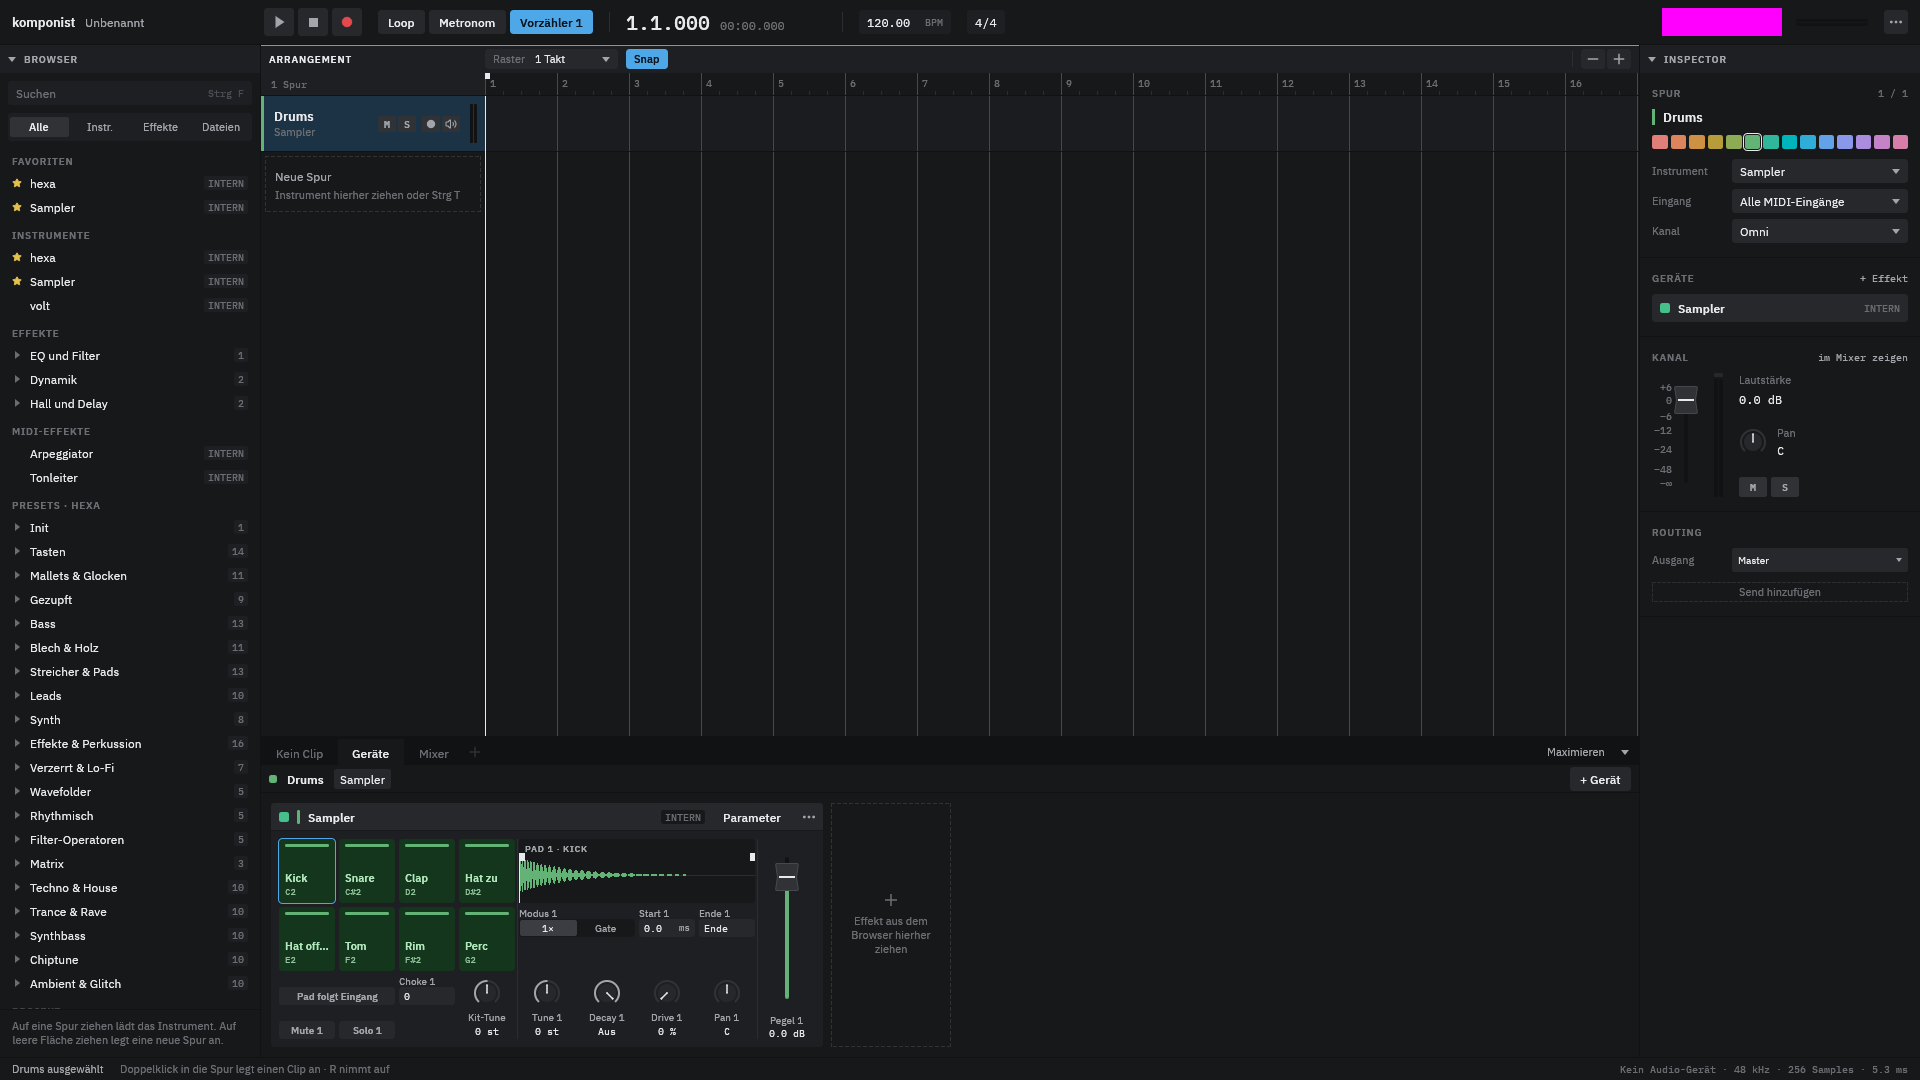 komponist Unbenannt
Loop Metronom Vorzähler 1 1.1.000 00:00.000 120.00 BPM 4/4
BROWSER
Suchen Strg F
Alle Instr. Effekte Dateien
FAVORITEN
hexa INTERN
Sampler INTERN
INSTRUMENTE
hexa INTERN
Sampler INTERN
volt INTERN
EFFEKTE
EQ und Filter 1
Dynamik 2
Hall und Delay 2
MIDI-EFFEKTE
Arpeggiator INTERN
Tonleiter INTERN
PRESETS · HEXA
Init 1
Tasten 14
Mallets & Glocken 11
Gezupft 9
Bass 13
Blech & Holz 11
Streicher & Pads 13
Leads 10
Synth 8
Effekte & Perkussion 16
Verzerrt & Lo-Fi 7
Wavefolder 5
Rhythmisch 5
Filter-Operatoren 5
Matrix 3
Techno & House 10
Trance & Rave 10
Synthbass 10
Chiptune 10
Ambient & Glitch 10
Auf eine Spur ziehen lädt das Instrument. Auf
leere Fläche ziehen legt eine neue Spur an.
ARRANGEMENT Raster 1 Takt Snap
1 Spur 1 2 3 4 5 6 7 8 9 10 11 12 13 14 15 16
Drums
Sampler
M S
Neue Spur
Instrument hierher ziehen oder Strg T
Kein Clip Geräte Mixer Maximieren
Drums Sampler + Gerät
Sampler INTERN Parameter
Kick C2
Snare C#2
Clap D2
Hat zu D#2
Hat off... E2
Tom F2
Rim F#2
Perc G2
PAD 1 · KICK
Modus 1 Start 1 Ende 1
1× Gate 0.0 ms Ende
Pad folgt Eingang
Choke 1
0
Mute 1 Solo 1
Kit-Tune Tune 1 Decay 1 Drive 1 Pan 1 Pegel 1
0 st 0 st Aus 0 % C 0.0 dB
Effekt aus dem
Browser hierher
ziehen
INSPECTOR
SPUR 1 / 1
Drums
Instrument Sampler
Eingang Alle MIDI-Eingänge
Kanal Omni
GERÄTE + Effekt
Sampler INTERN
KANAL im Mixer zeigen
+6
0
−6
−12
−24
−48
−∞
Lautstärke
0.0 dB
Pan
C
M S
ROUTING
Ausgang Master
Send hinzufügen
Drums ausgewählt Doppelklick in die Spur legt einen Clip an · R nimmt auf
Kein Audio-Gerät · 48 kHz · 256 Samples · 5.3 ms